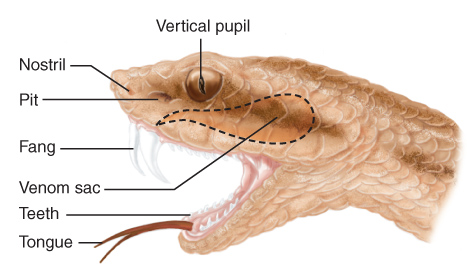 Vertical pupil
Nostril
Pit
Fang
Venom sac
Teeth
Tongue